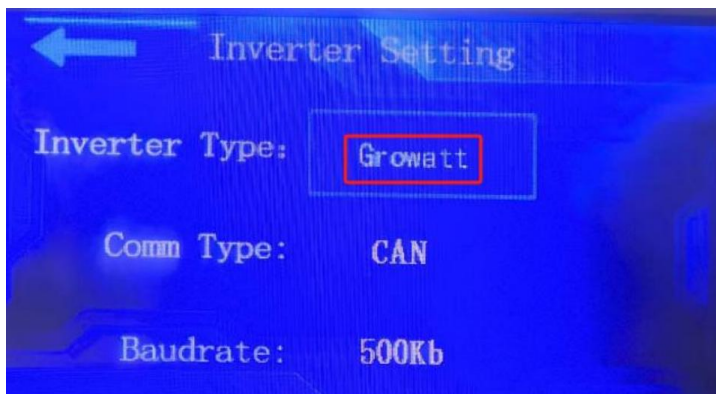 Inverter Setting
Inverter Type: Growatt
Comm Type: CAN
Baudrate: 500Kb